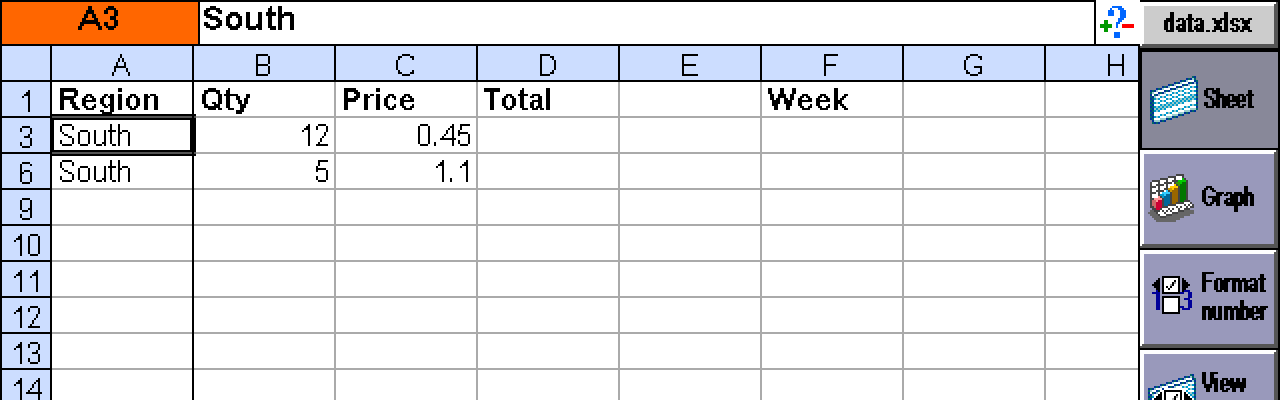 A3 South data.xlsx
A B C D E F G H
1 Region Qty Price Total Week
3 South 12 0.45
6 South 5 1.1
9
10
11
12
13
14
Sheet
Graph
Format
number
View